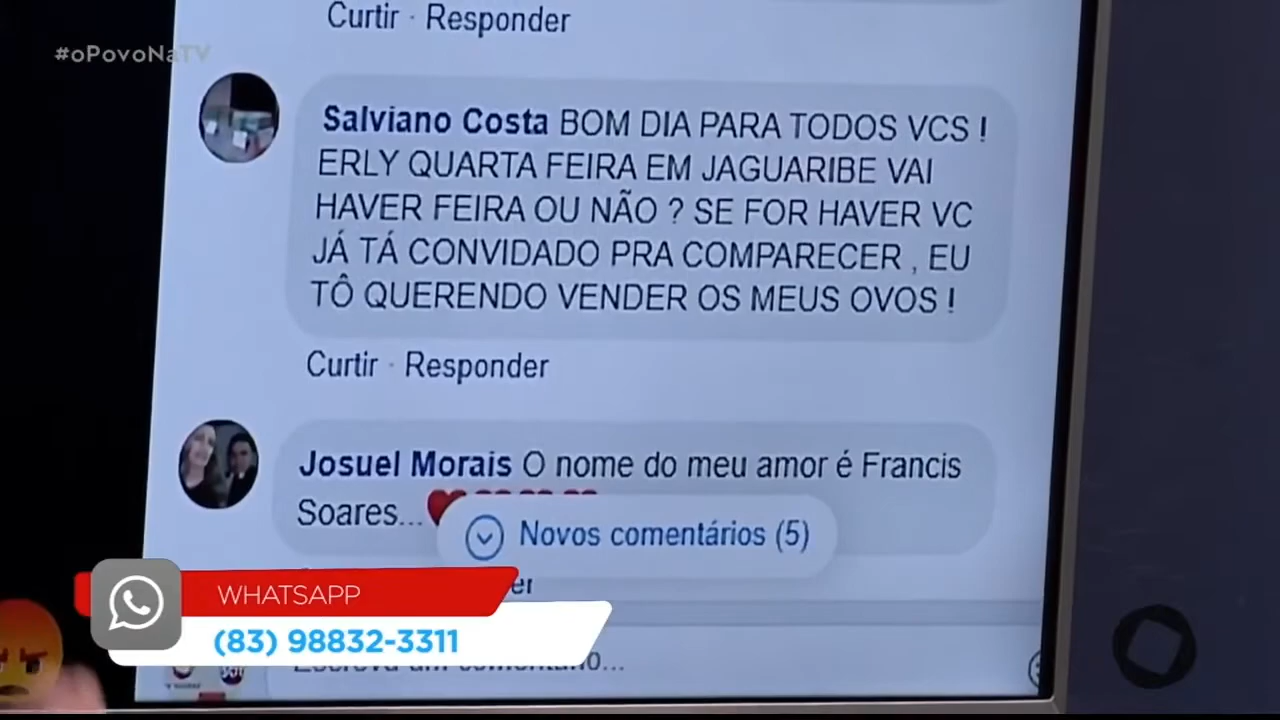 Curtir · Responder
#oPovoNaTV
Salviano Costa BOM DIA PARA TODOS VCS !
ERLY QUARTA FEIRA EM JAGUARIBE VAI
HAVER FEIRA OU NÃO ? SE FOR HAVER VC
JÁ TÁ CONVIDADO PRA COMPARECER , EU
TÔ QUERENDO VENDER OS MEUS OVOS !
Curtir · Responder
Josuel Morais O nome do meu amor é Francis
Soares...
Novos comentários (5)
WHATSAPP
(83) 98832-3311